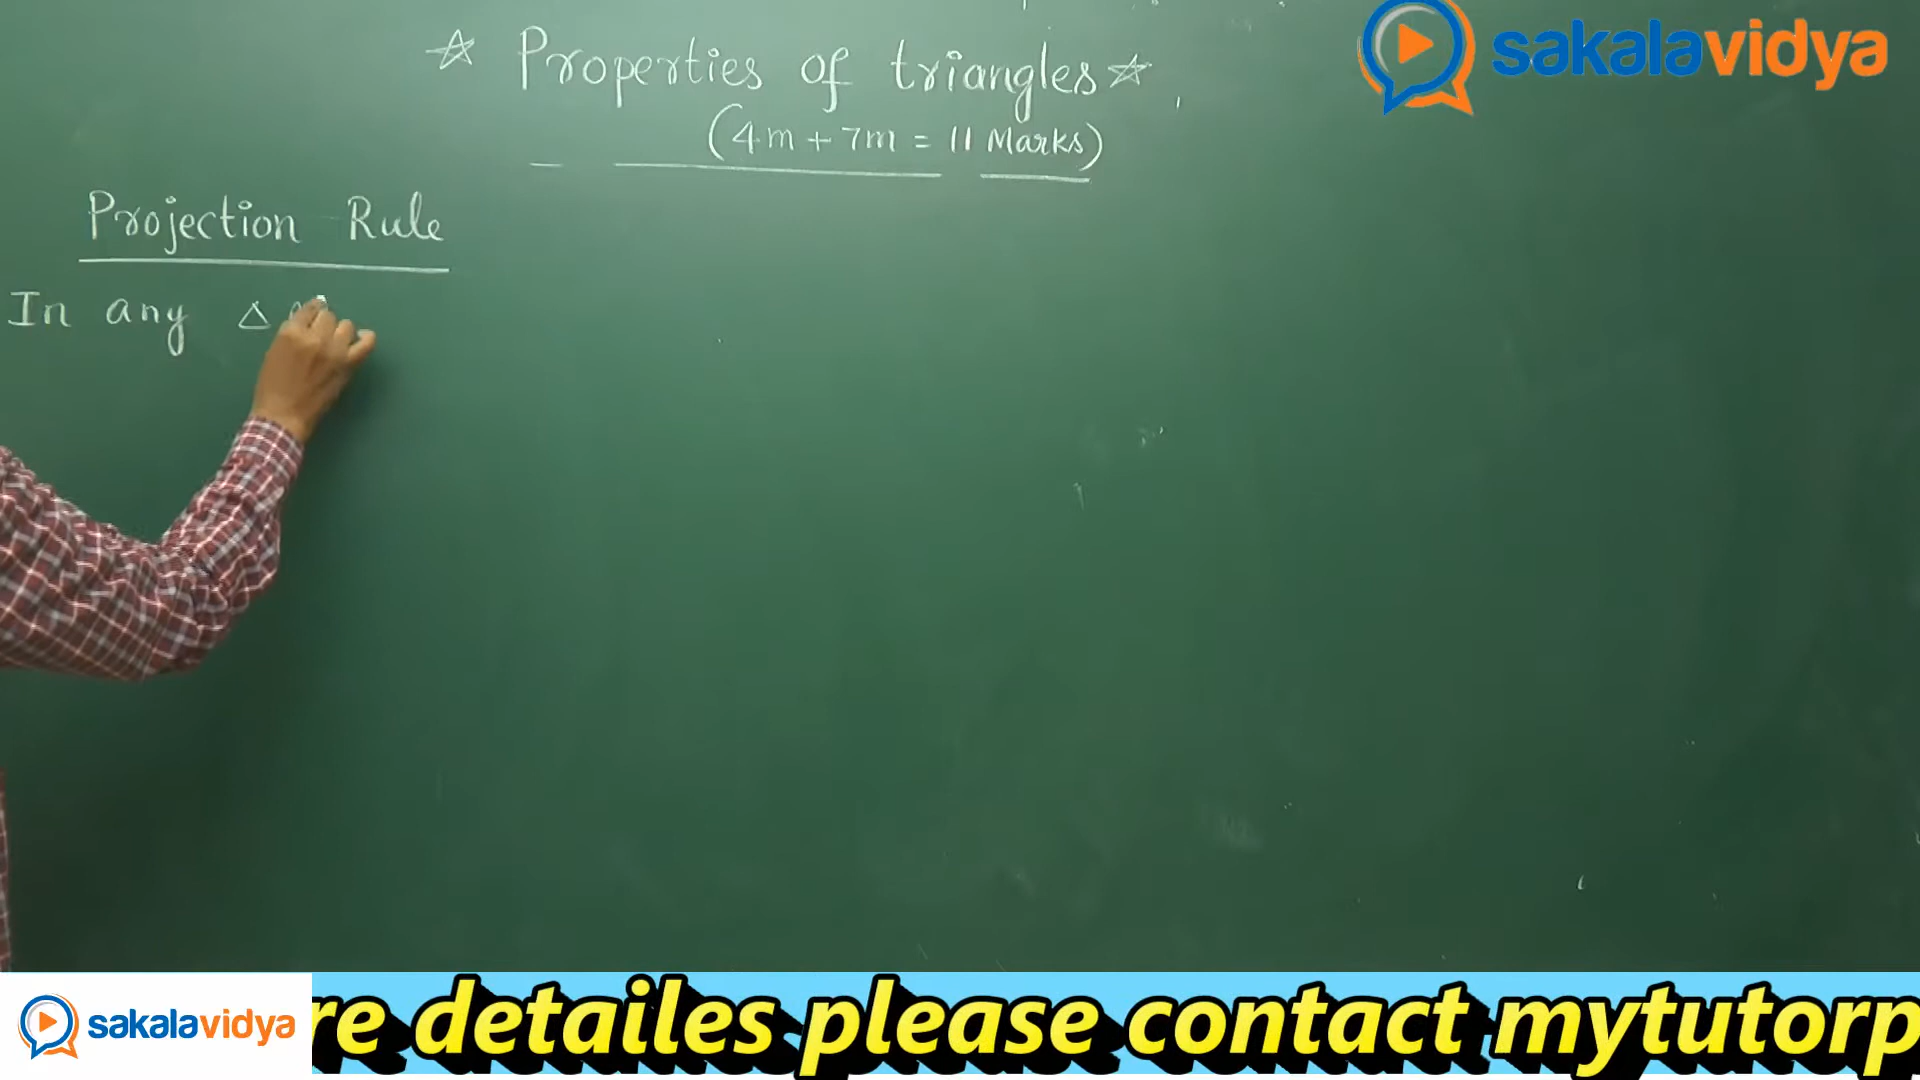 ☆ Properties of triangles ☆
(4m + 7m = 11 Marks)
sakalavidya
Projection Rule
In any Δ
sakalavidya
re detailes please contact mytutorp